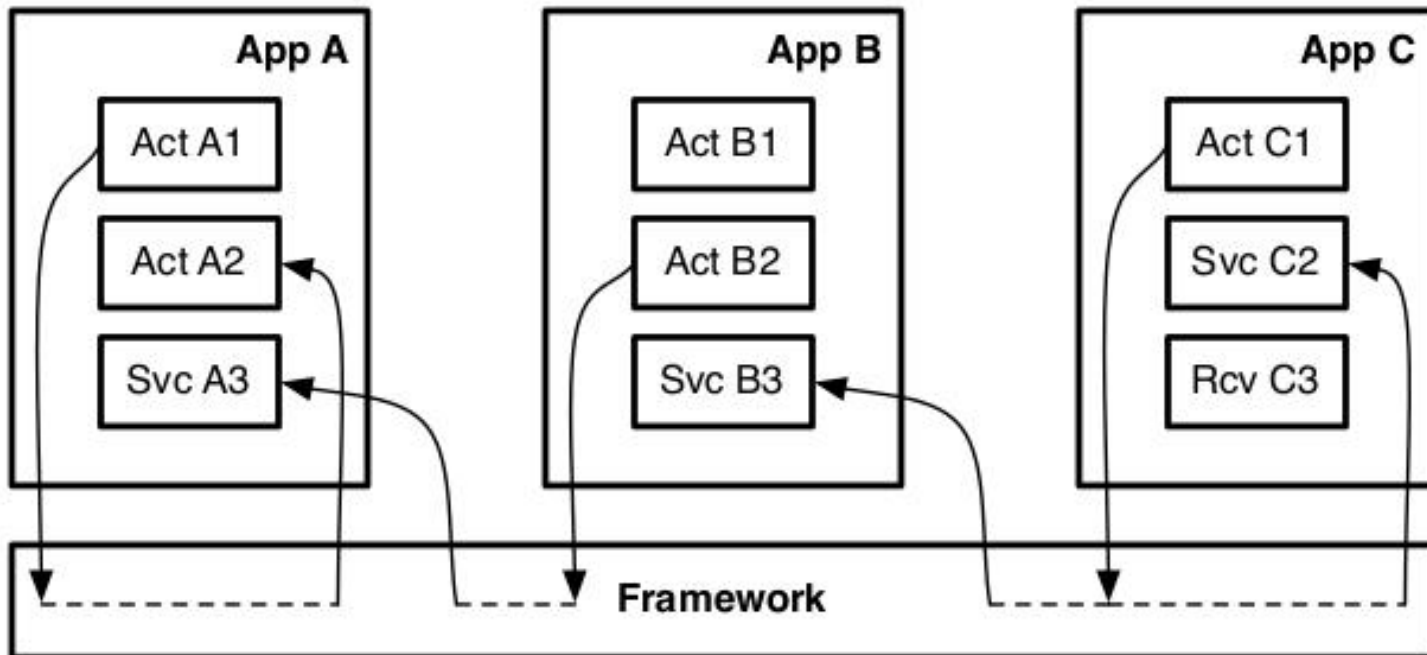 App A
Act A1
Act A2
Svc A3
App B
Act B1
Act B2
Svc B3
App C
Act C1
Svc C2
Rcv C3
Framework